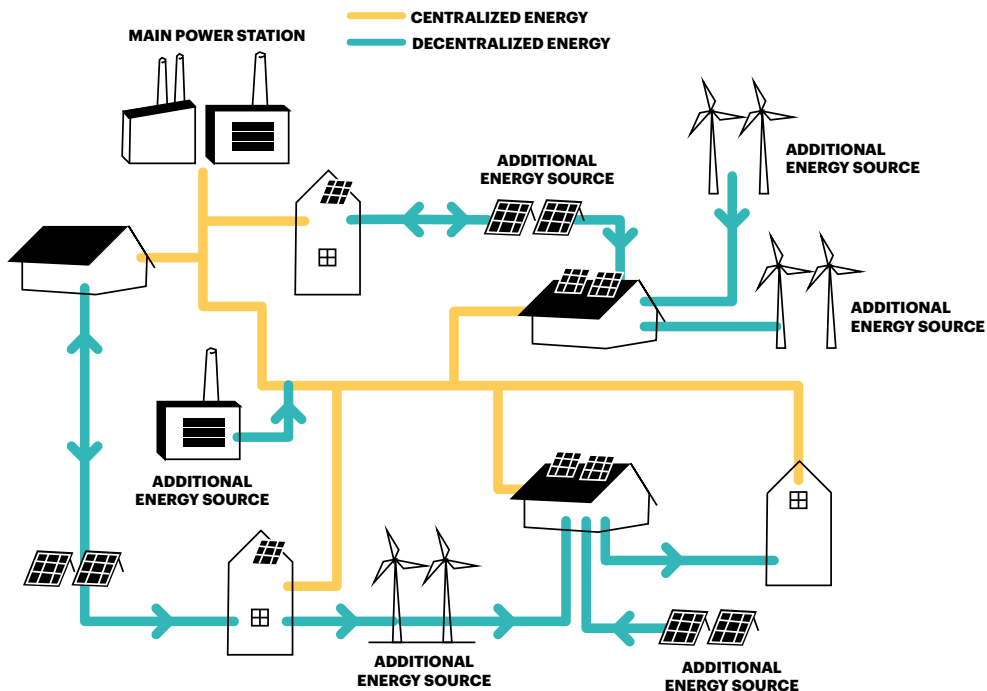 CENTRALIZED ENERGY
DECENTRALIZED ENERGY
MAIN POWER STATION
ADDITIONAL
ENERGY SOURCE
ADDITIONAL
ENERGY SOURCE
ADDITIONAL
ENERGY SOURCE
ADDITIONAL
ENERGY SOURCE
ADDITIONAL
ENERGY SOURCE
ADDITIONAL
ENERGY SOURCE